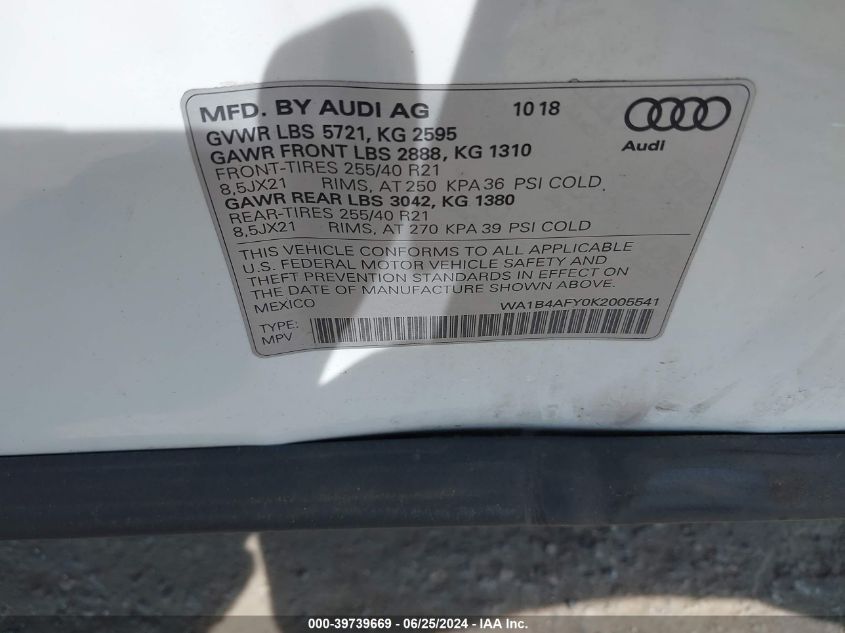 MFD. BY AUDI AG 10 18
GVWR LBS 5721, KG 2595
GAWR FRONT LBS 2888, KG 1310
FRONT-TIRES 255/40 R21
8,5JX21 RIMS, AT 250 KPA 36 PSI COLD,
GAWR REAR LBS 3042, KG 1380
REAR-TIRES 255/40 R21
8,5JX21 RIMS, AT 270 KPA 39 PSI COLD
Audi
THIS VEHICLE CONFORMS TO ALL APPLICABLE
U.S. FEDERAL MOTOR VEHICLE SAFETY AND
THEFT PREVENTION STANDARDS IN EFFECT ON
THE DATE OF MANUFACTURE SHOWN ABOVE.
MEXICO WA1B4AFY0K2005541
TYPE:
MPV
000-39739669 - 06/25/2024 - IAA Inc.